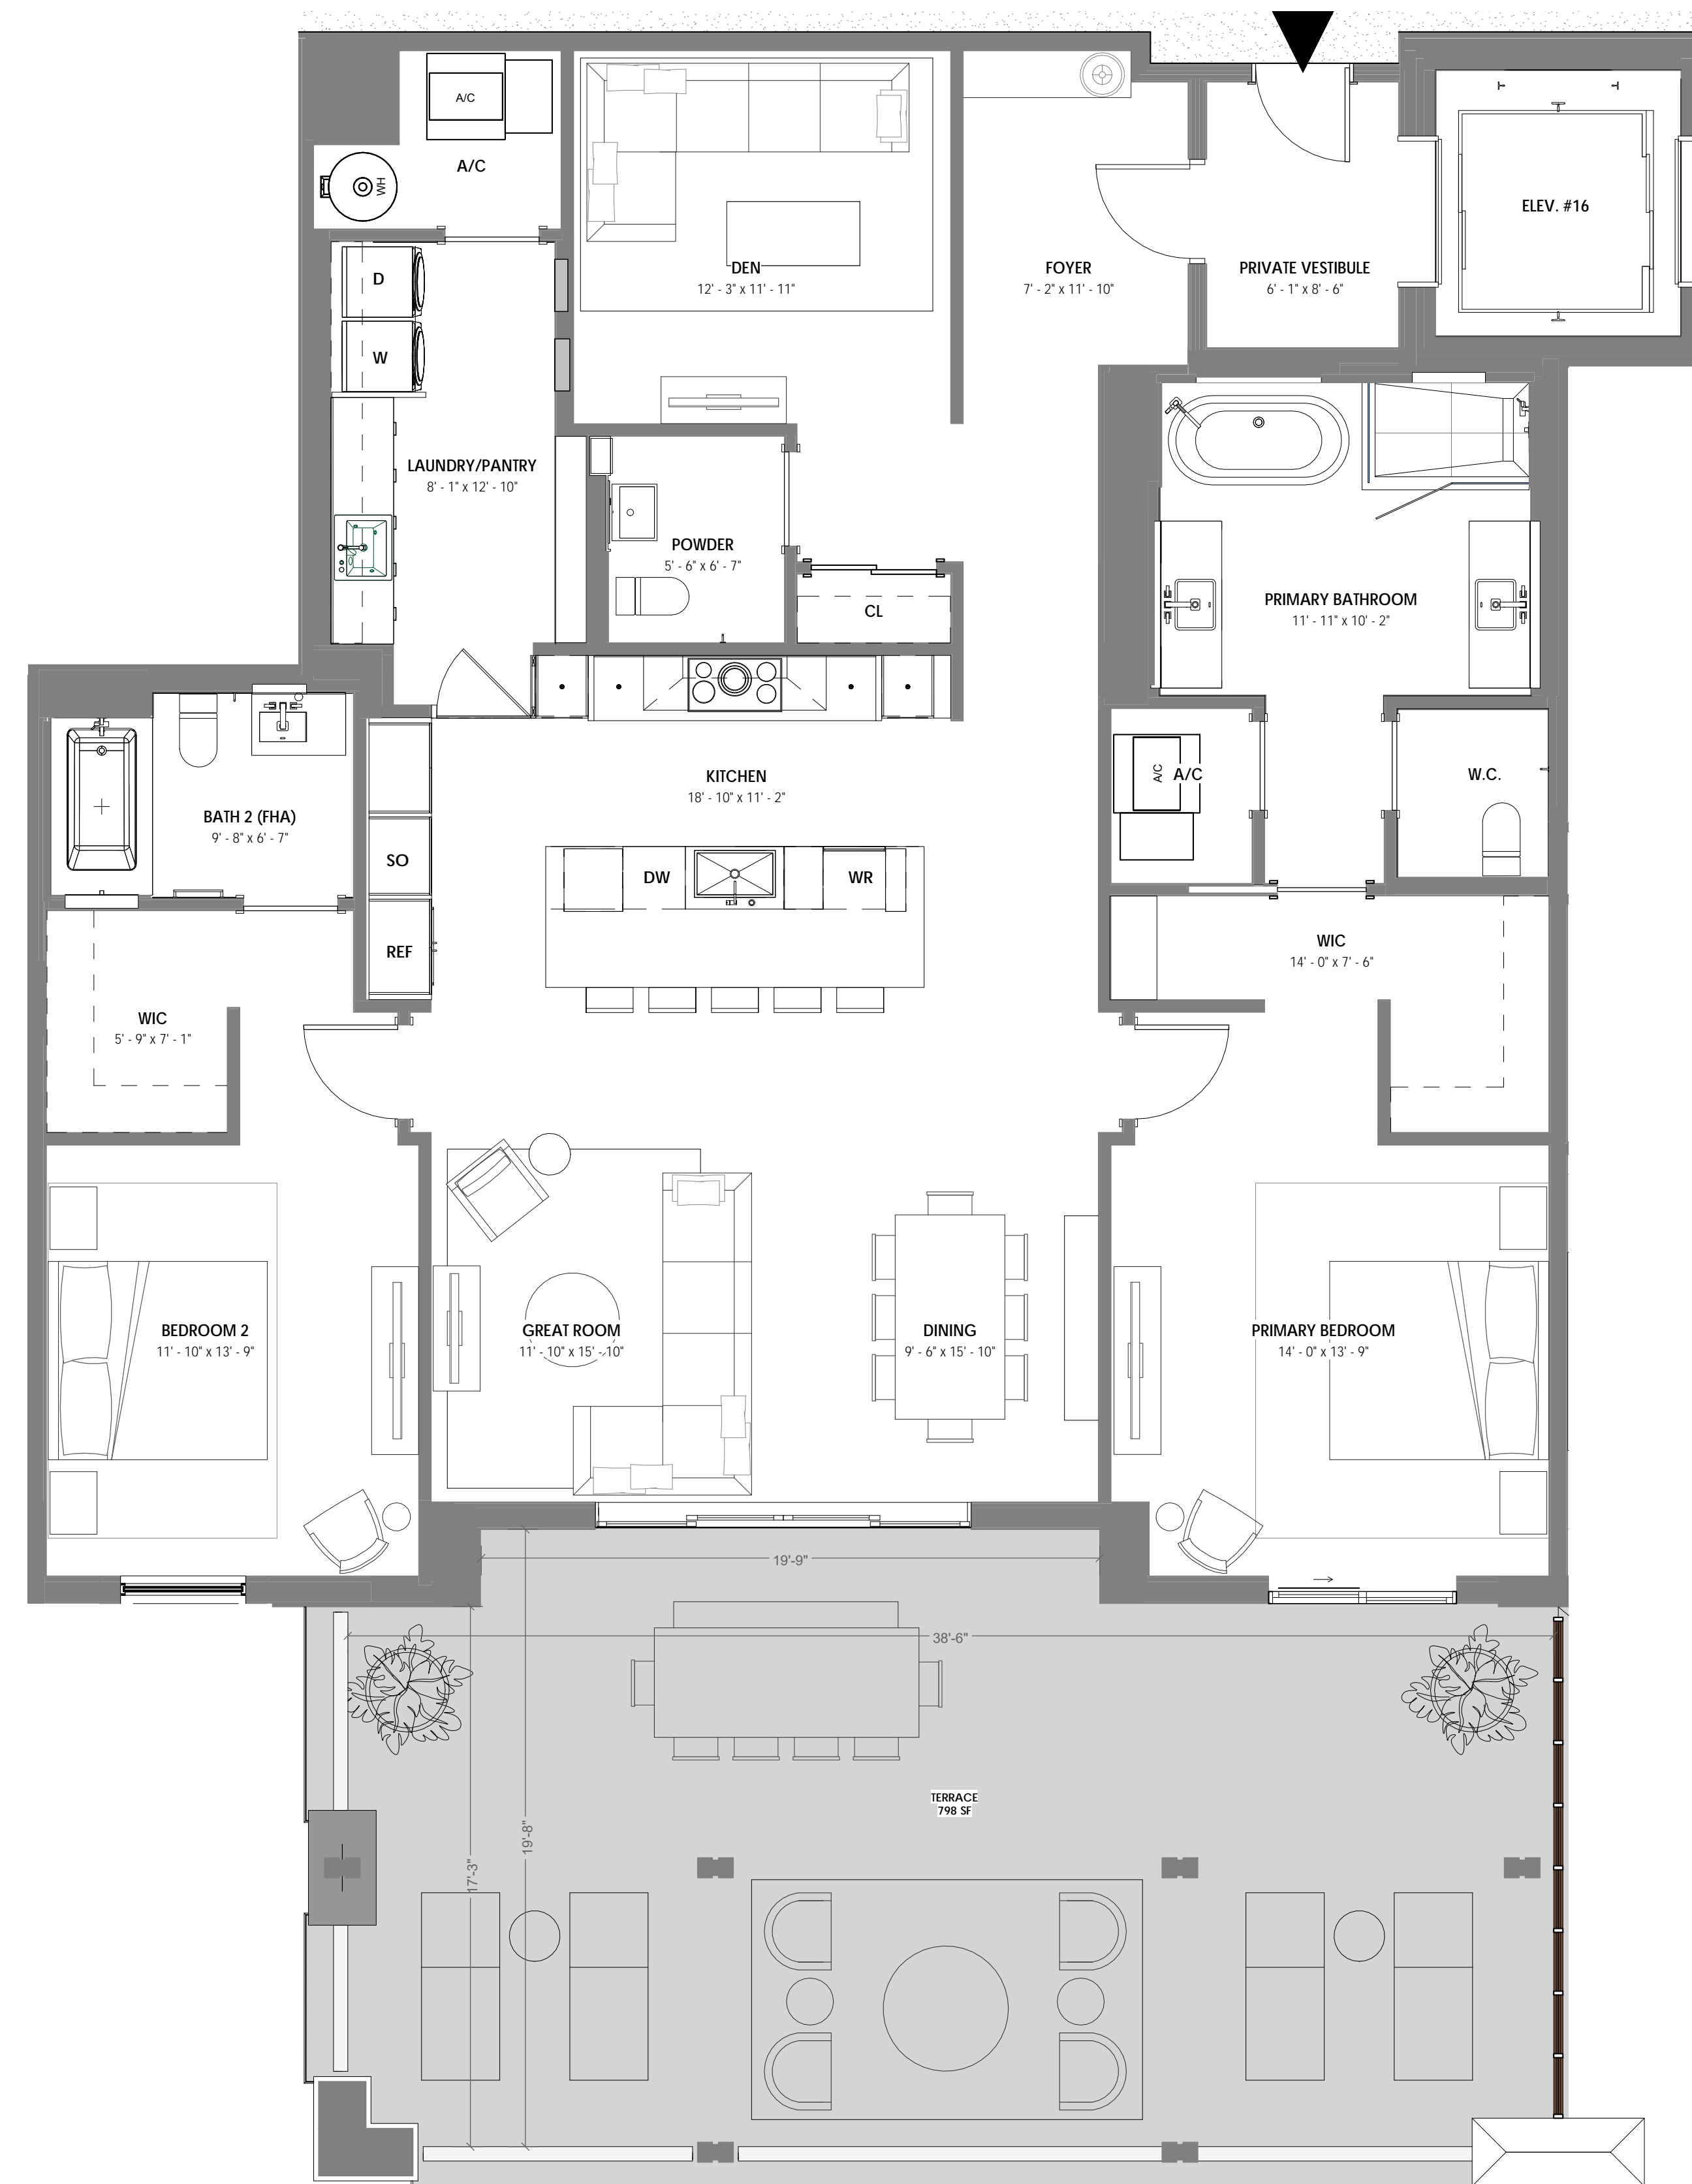 A/C
A/C
WH
ELEV. #16
DEN
12' - 3" x 11' - 11"
FOYER
7' - 2" x 11' - 10"
PRIVATE VESTIBULE
6' - 1" x 8' - 6"
D
W
LAUNDRY/PANTRY
8' - 1" x 12' - 10"
POWDER
5' - 6" x 6' - 7"
CL
PRIMARY BATHROOM
11' - 11" x 10' - 2"
KITCHEN
18' - 10" x 11' - 2"
A/C
A/C
W.C.
BATH 2 (FHA)
9' - 8" x 6' - 7"
SO
DW
WR
REF
WIC
14' - 0" x 7' - 6"
WIC
5' - 9" x 7' - 1"
BEDROOM 2
11' - 10" x 13' - 9"
GREAT ROOM
11' - 10" x 15' - 10"
DINING
9' - 6" x 15' - 10"
PRIMARY BEDROOM
14' - 0" x 13' - 9"
19'-9"
38'-6"
TERRACE
798 SF
19'-8"
17'-3"